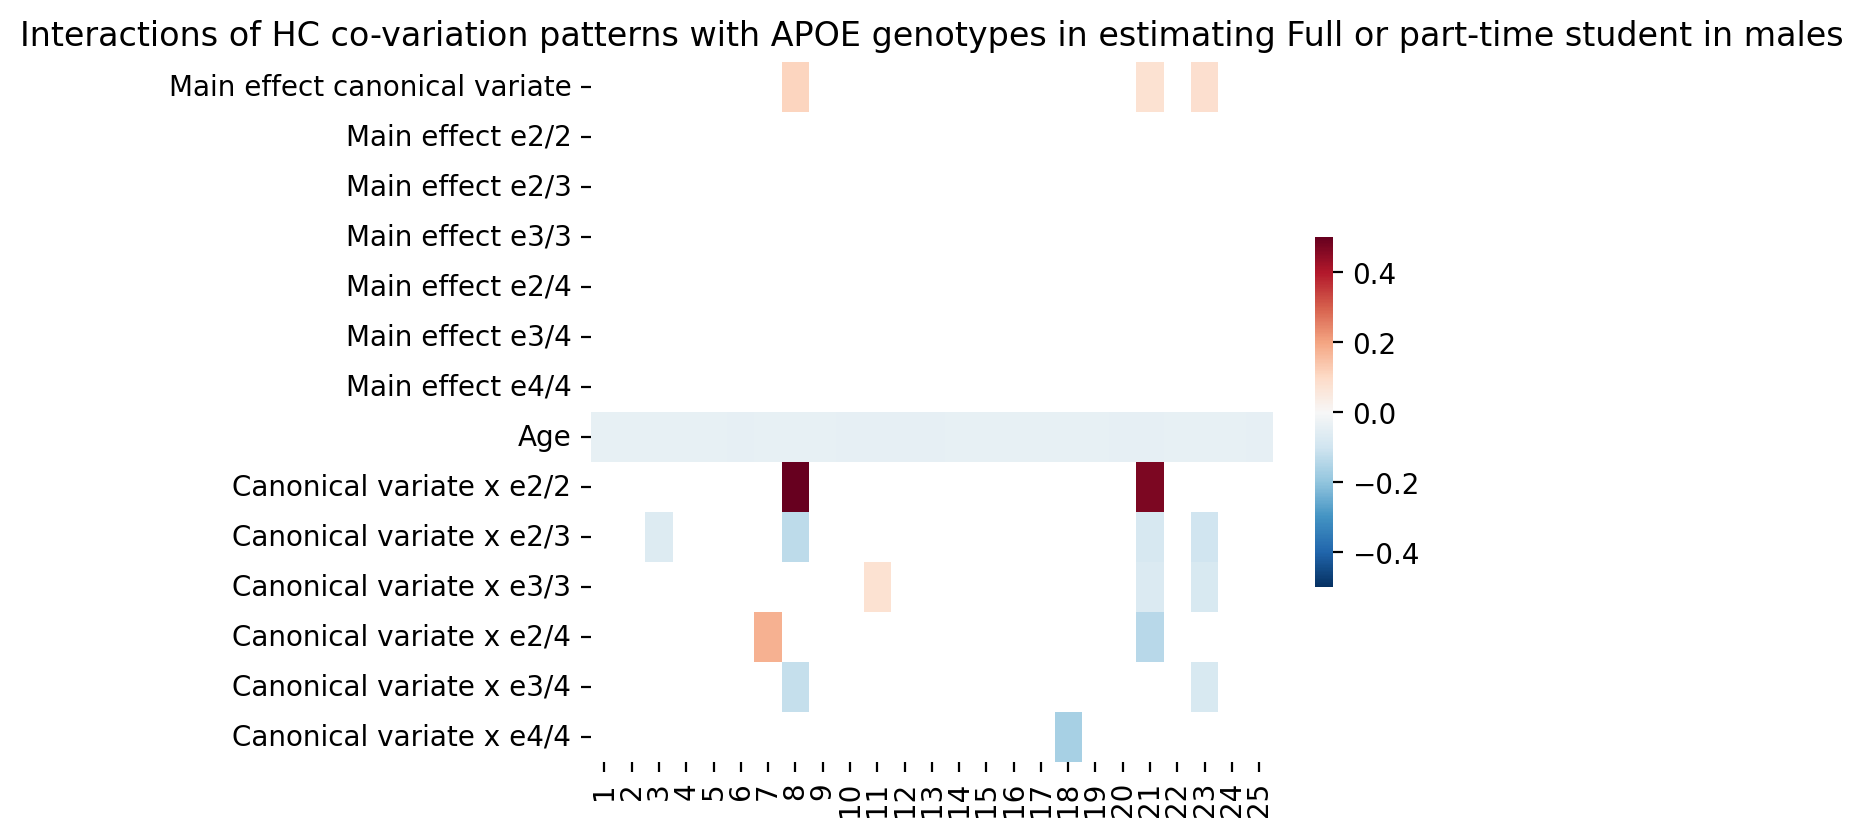 Interactions of HC co-variation patterns with APOE genotypes in estimating Full or part-time student in males
Main effect canonical variate
Main effect e2/2
Main effect e2/3
Main effect e3/3
Main effect e2/4
Main effect e3/4
Main effect e4/4
Age
Canonical variate x e2/2
Canonical variate x e2/3
Canonical variate x e3/3
Canonical variate x e2/4
Canonical variate x e3/4
Canonical variate x e4/4
1 2 3 4 5 6 7 8 9 10 11 12 13 14 15 16 17 18 19 20 21 22 23 24 25
0.4
0.2
0.0
−0.2
−0.4